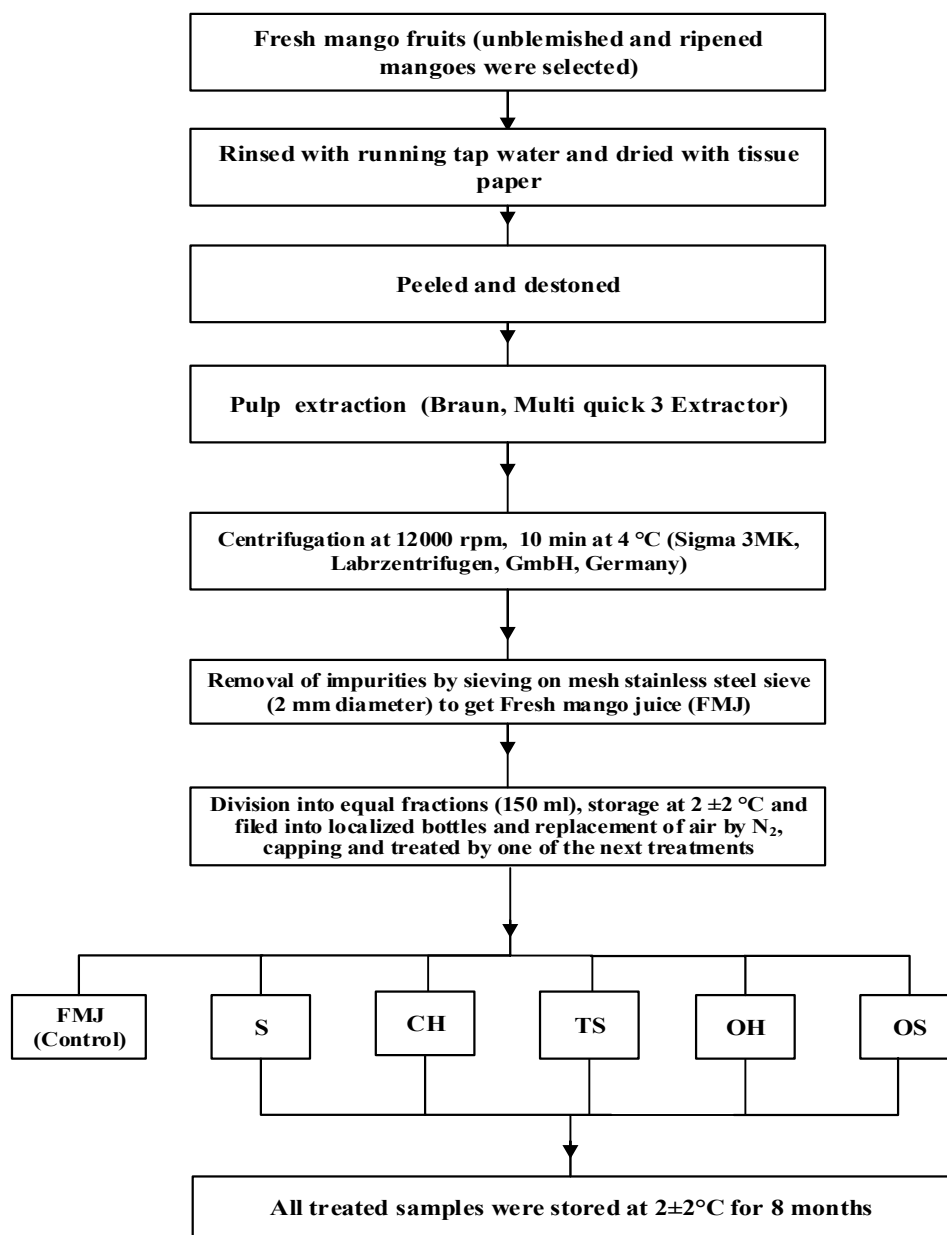 Fresh mango fruits (unblemished and ripened
mangoes were selected)
Rinsed with running tap water and dried with tissue
paper
Peeled and destoned
Pulp extraction (Braun, Multi quick 3 Extractor)
Centrifugation at 12000 rpm, 10 min at 4 °C (Sigma 3MK,
Labrzentrifugen, GmbH, Germany)
Removal of impurities by sieving on mesh stainless steel sieve
(2 mm diameter) to get Fresh mango juice (FMJ)
Division into equal fractions (150 ml), storage at 2 ±2 °C and
filed into localized bottles and replacement of air by N₂,
capping and treated by one of the next treatments
FMJ
(Control)
S
CH
TS
OH
OS
All treated samples were stored at 2±2°C for 8 months